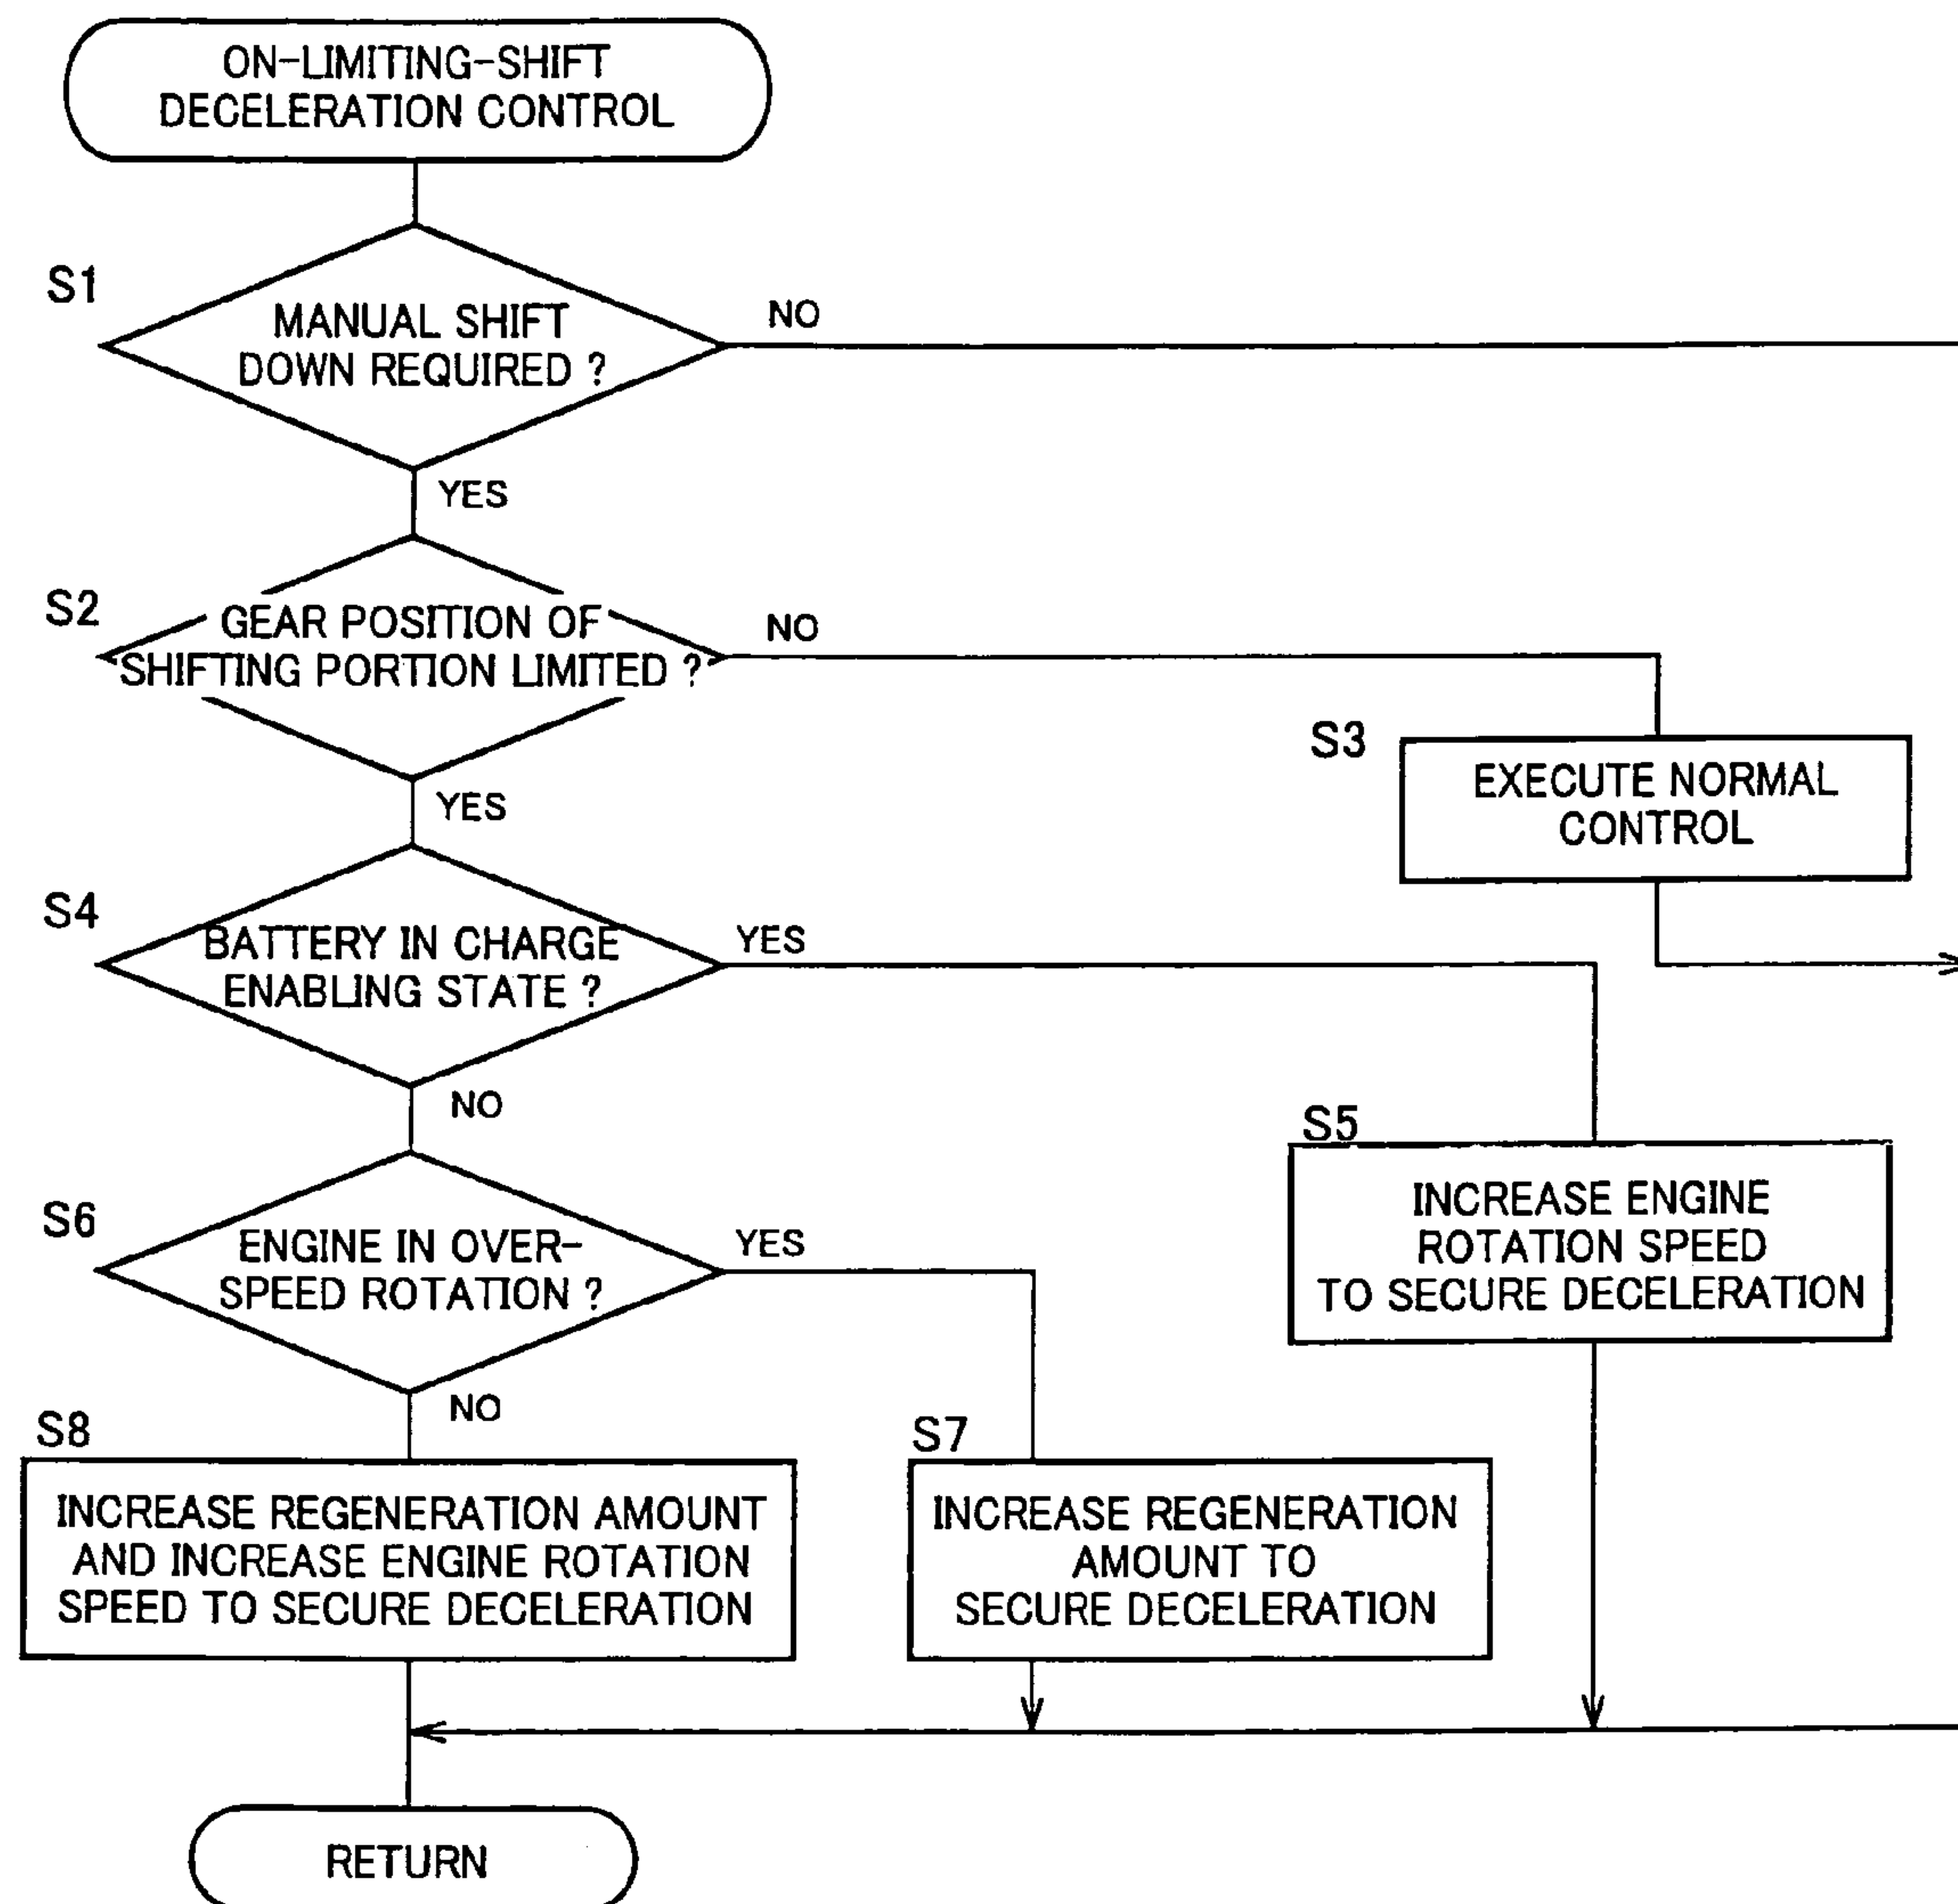 ON-LIMITING-SHIFT
DECELERATION CONTROL
S1
MANUAL SHIFT
DOWN REQUIRED ?
NO
YES
S2
GEAR POSITION OF
SHIFTING PORTION LIMITED ?
NO
YES
S3
EXECUTE NORMAL
CONTROL
S4
BATTERY IN CHARGE
ENABLING STATE ?
YES
NO
S5
INCREASE ENGINE
ROTATION SPEED
TO SECURE DECELERATION
S6
ENGINE IN OVER-
SPEED ROTATION ?
YES
NO
S8
INCREASE REGENERATION AMOUNT
AND INCREASE ENGINE ROTATION
SPEED TO SECURE DECELERATION
S7
INCREASE REGENERATION
AMOUNT TO
SECURE DECELERATION
RETURN